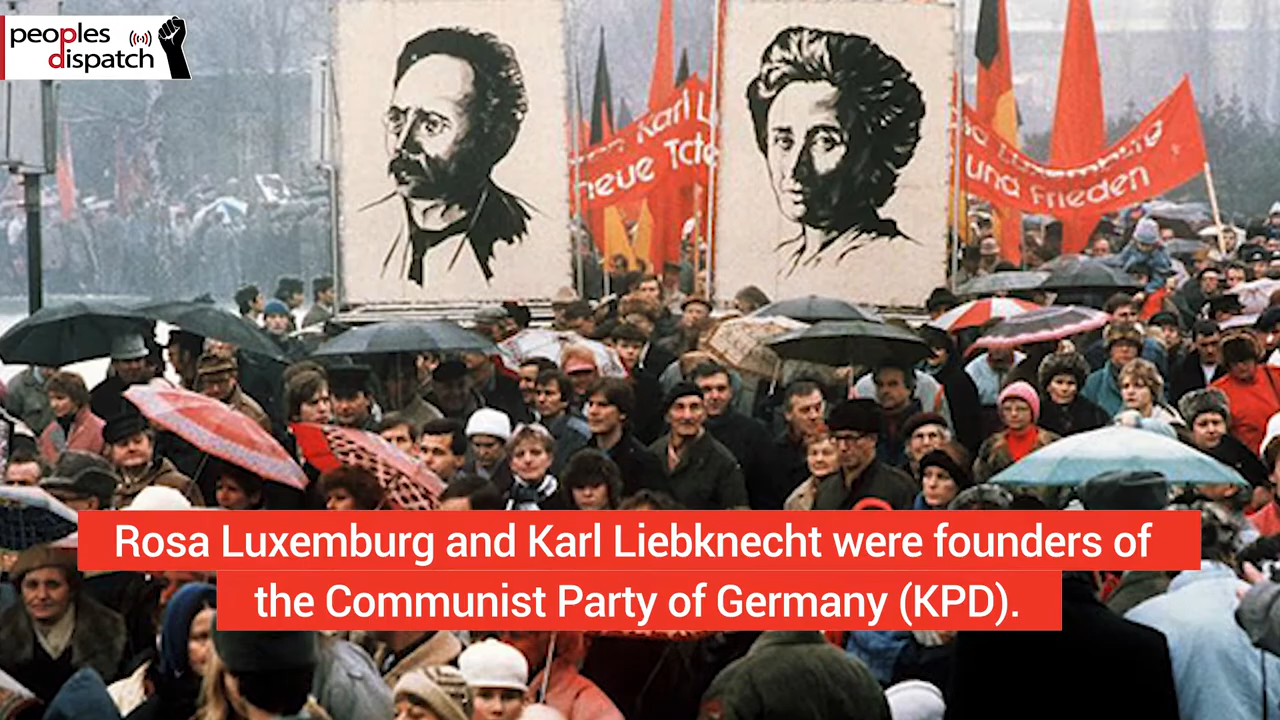 peoples
dispatch
Karl L
neue Tote
und Frieden
Rosa Luxemburg and Karl Liebknecht were founders of
the Communist Party of Germany (KPD).